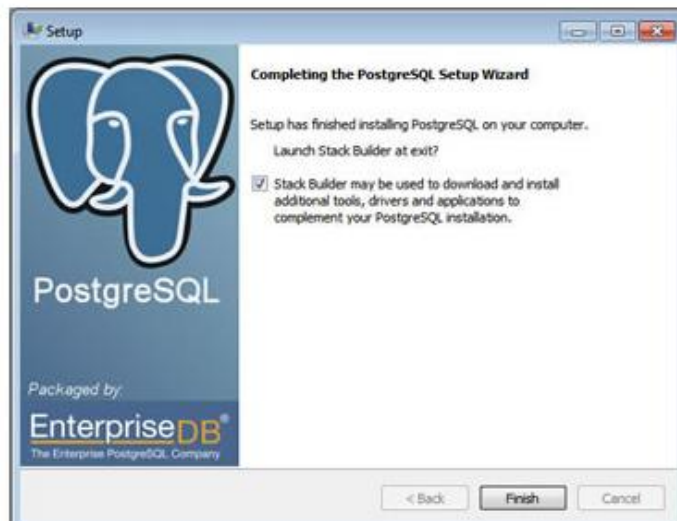 Setup
Completing the PostgreSQL Setup Wizard
Setup has finished installing PostgreSQL on your computer.
Launch Stack Builder at exit?
Stack Builder may be used to download and install
additional tools, drivers and applications to
complement your PostgreSQL installation.
PostgreSQL
Packaged by:
EnterpriseDB®
The Enterprise PostgreSQL Company
< Back
Finish
Cancel